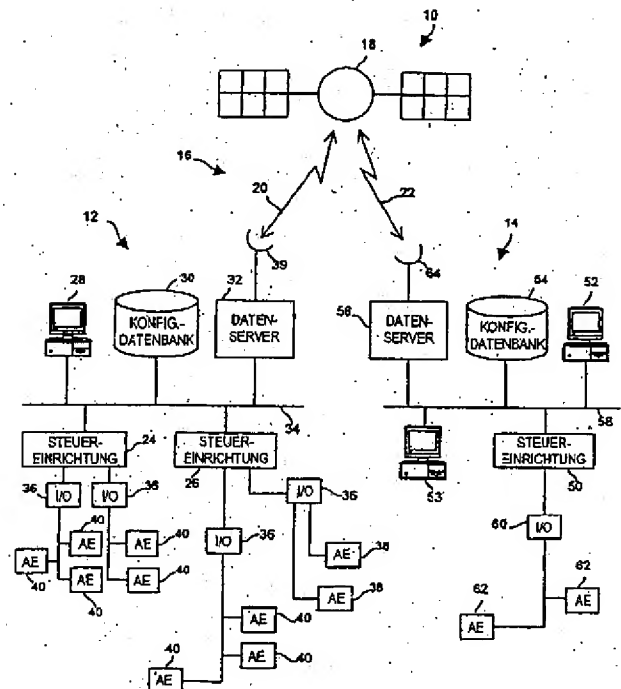 10
18
16
20
22
12
14
39
64
28
30
32
56
54
52
KONFIG.-
DATENBANK
DATEN-
SERVER
DATEN-
SERVER
KONFIG.-
DATENBANK
34
58
STEUER-
EINRICHTUNG
24
STEUER-
EINRICHTUNG
26
53
STEUER-
EINRICHTUNG
50
36
I/O
I/O
36
I/O
36
I/O
36
60
I/O
AE
40
AE
40
AE
40
AE
40
AE
40
AE
38
AE
38
AE
40
AE
40
AE
40
62
AE
AE
62